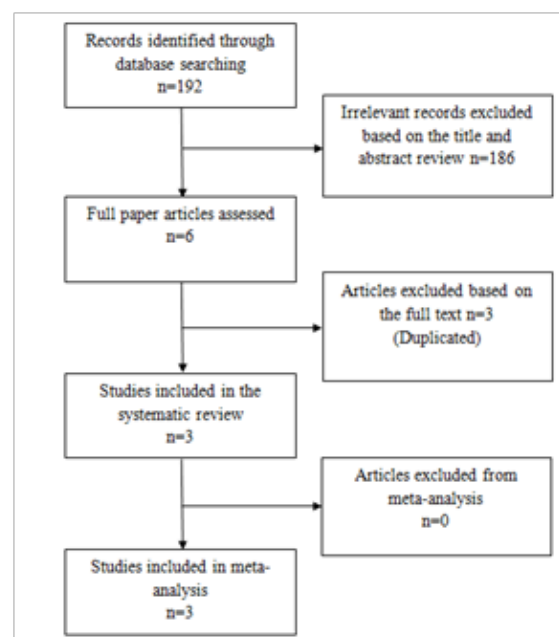 Records identified through
database searching
n=192
Irrelevant records excluded
based on the title and
abstract review n=186
Full paper articles assessed
n=6
Articles excluded based on
the full text n=3
(Duplicated)
Studies included in the
systematic review
n=3
Articles excluded from
meta-analysis
n=0
Studies included in meta-
analysis
n=3